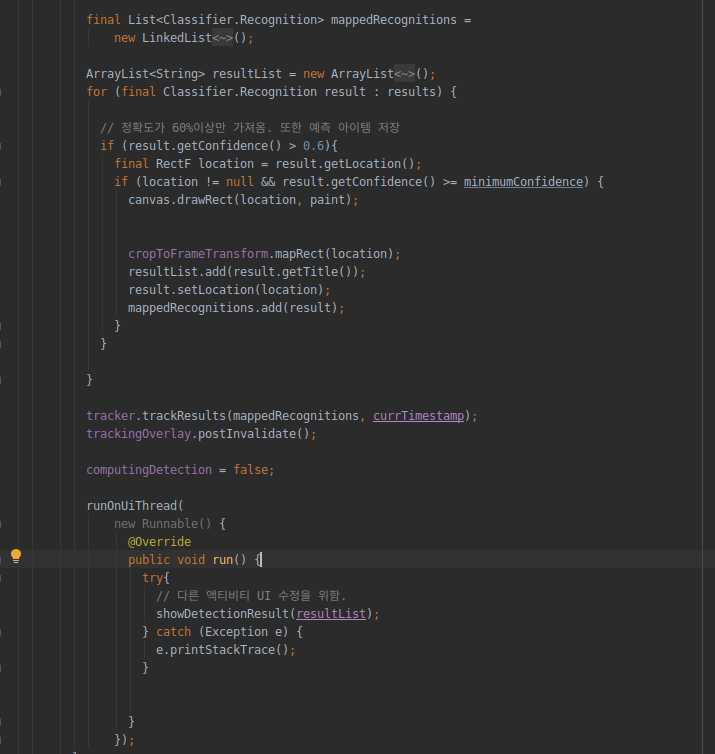 final List<Classifier.Recognition> mappedRecognitions =
new LinkedList<~>();
ArrayList<String> resultList = new ArrayList<~>();
for (final Classifier.Recognition result : results) {
// 정확도가 60%이상만 가져옴. 또한 예측 아이템 저장
if (result.getConfidence() > 0.6){
final RectF location = result.getLocation();
if (location != null && result.getConfidence() >= minimumConfidence) {
canvas.drawRect(location, paint);
cropToFrameTransform.mapRect(location);
resultList.add(result.getTitle());
result.setLocation(location);
mappedRecognitions.add(result);
}
}
}
tracker.trackResults(mappedRecognitions, currTimestamp);
trackingOverlay.postInvalidate();
computingDetection = false;
runOnUiThread(
new Runnable() {
@Override
public void run() {
try{
// 다른 액티비티 UI 수정을 위함.
showDetectionResult(resultList);
} catch (Exception e) {
e.printStackTrace();
}
}
});